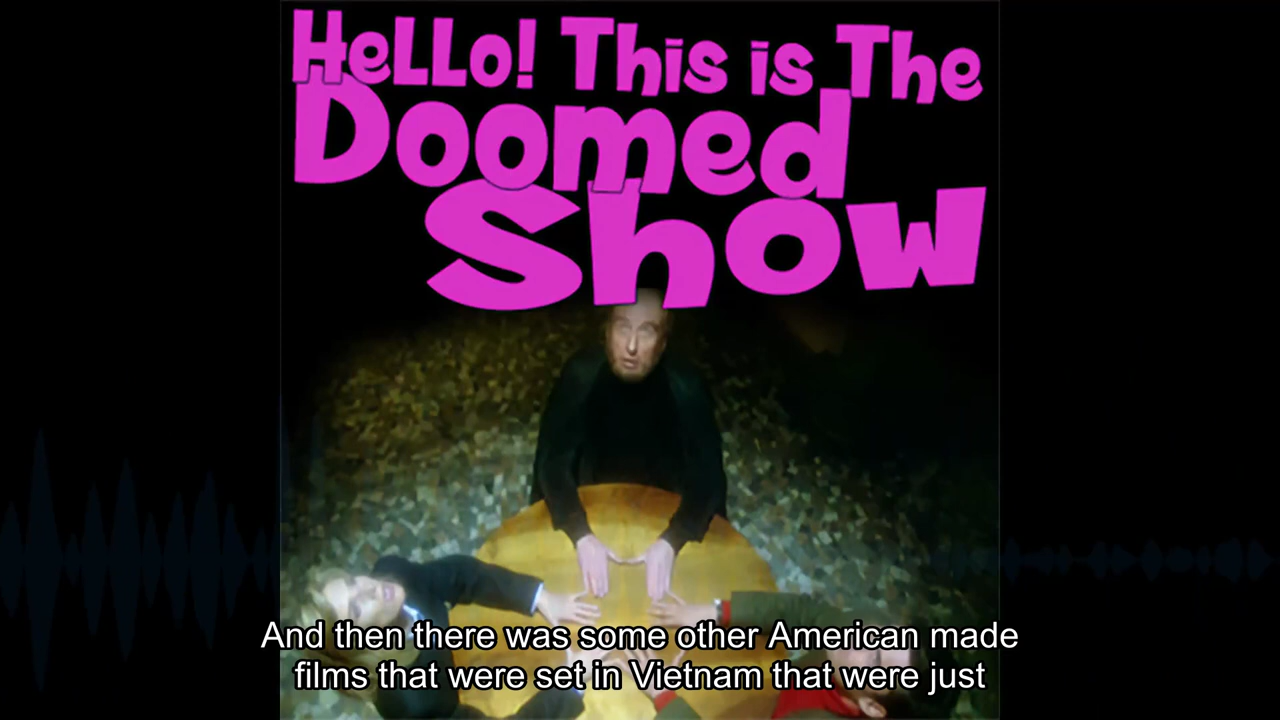 HeLLo! This is The
Doomed
Show
And then there was some other American made
films that were set in Vietnam that were just